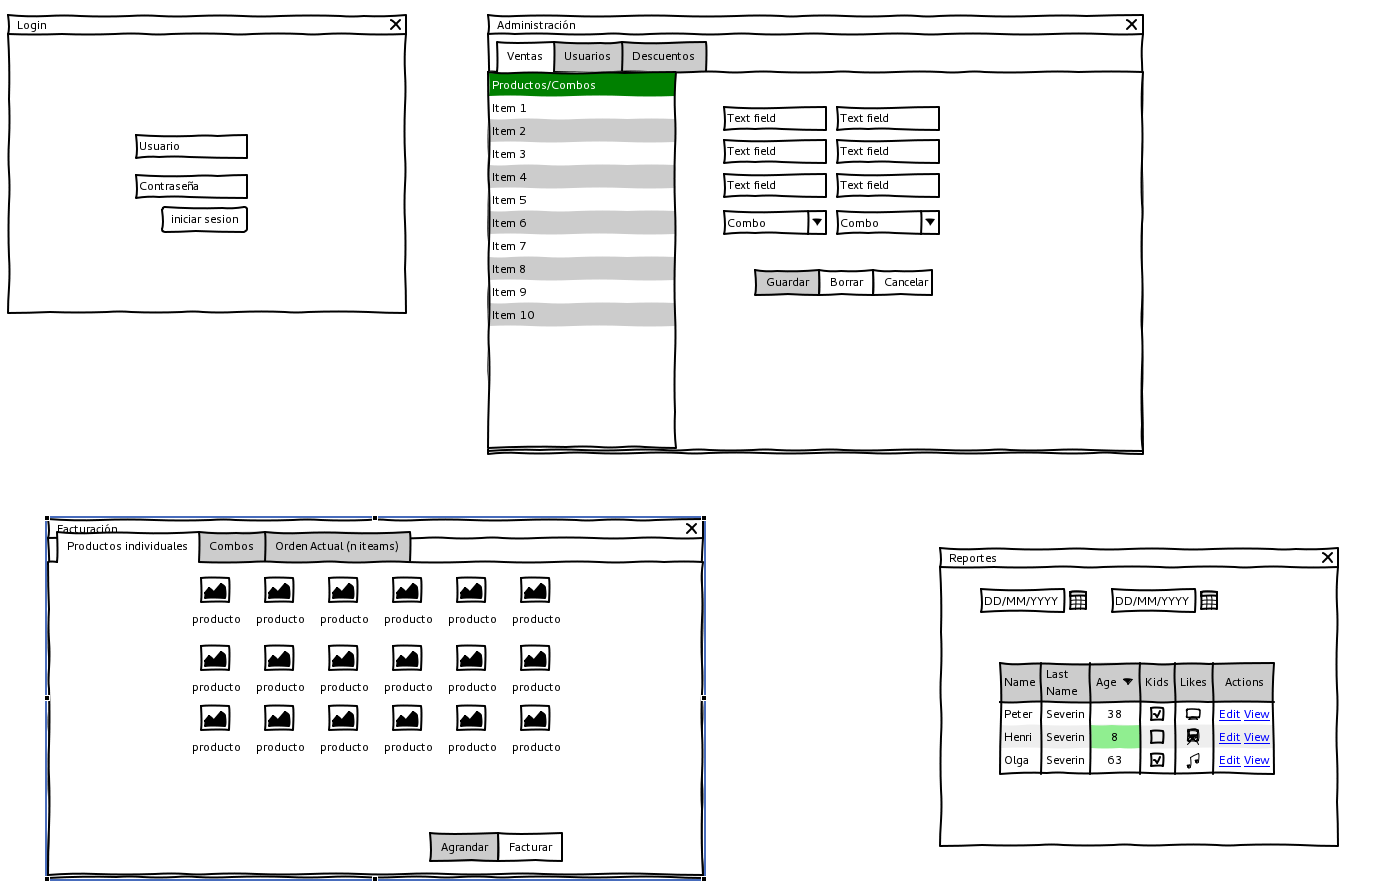 Login
Usuario
Contraseña
iniciar sesion
Administración
Ventas Usuarios Descuentos
Productos/Combos
Item 1
Item 2
Item 3
Item 4
Item 5
Item 6
Item 7
Item 8
Item 9
Item 10
Text field Text field
Text field Text field
Text field Text field
Combo Combo
Guardar Borrar Cancelar
Facturación
Productos individuales Combos Orden Actual (n iteams)
producto producto producto producto producto producto
producto producto producto producto producto producto
producto producto producto producto producto producto
Agrandar Facturar
Reportes
DD/MM/YYYY DD/MM/YYYY
Name Last Name Age Kids Likes Actions
Peter Severin 38 Edit View
Henri Severin 8 Edit View
Olga Severin 63 Edit View